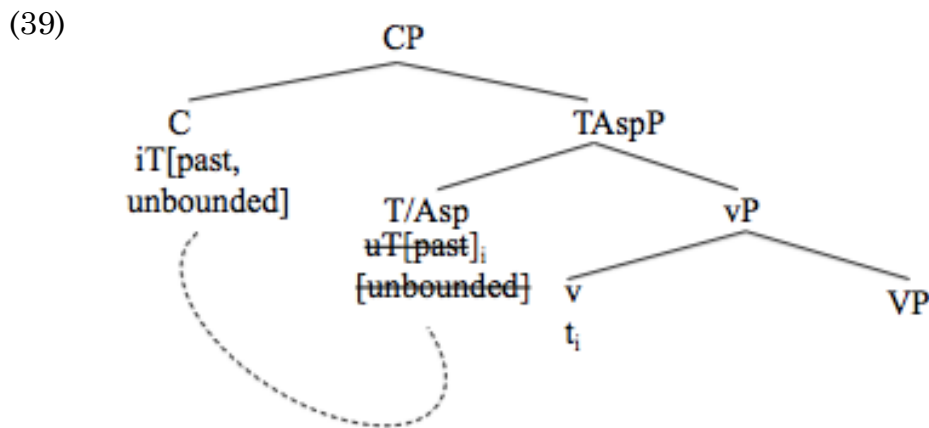 (39)
CP
C TAspP
iT[past,
unbounded]
T/Asp vP
uT[past]ᵢ
[unbounded] v VP
tᵢ